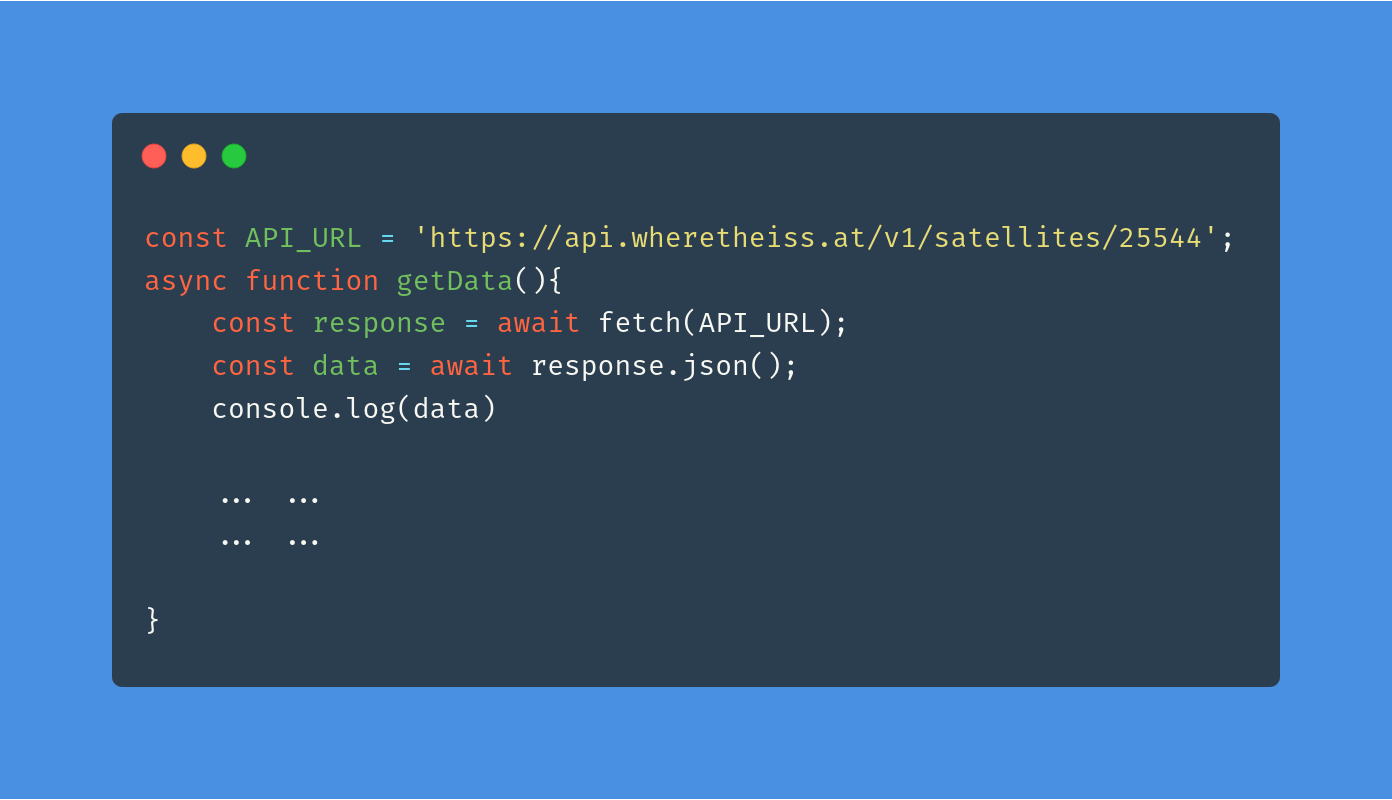 const API_URL = 'https://api.wheretheiss.at/v1/satellites/25544';
async function getData(){
    const response = await fetch(API_URL);
    const data = await response.json();
    console.log(data)
    ... ...
    ... ...
}